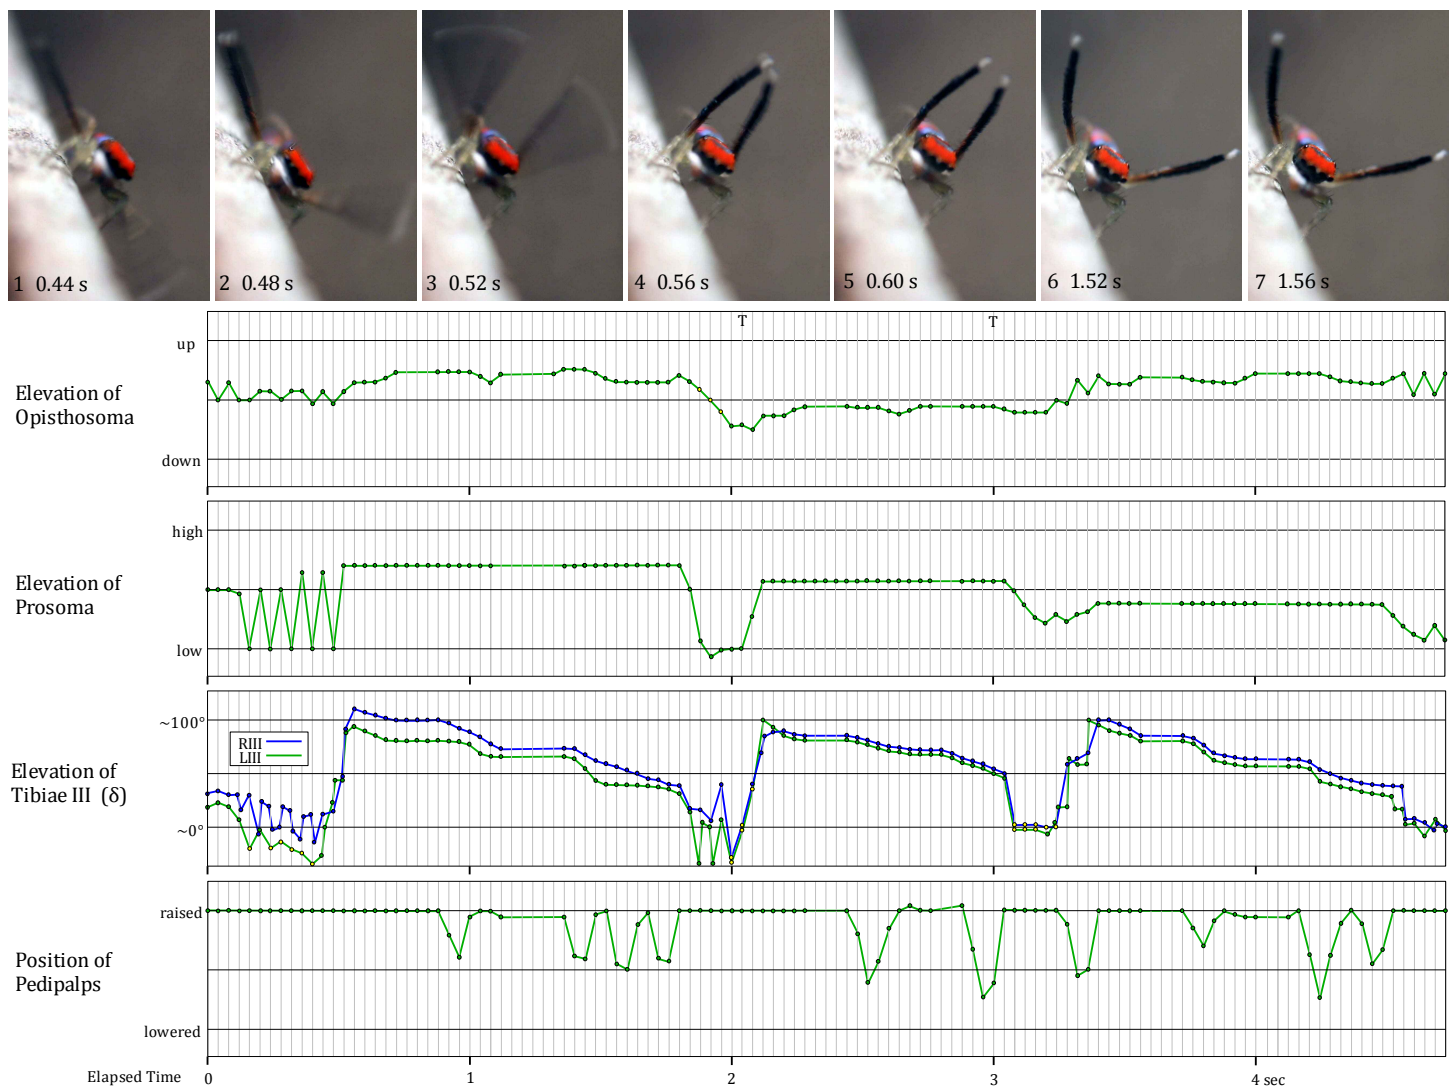 1 0.44 s
2 0.48 s
3 0.52 s
4 0.56 s
5 0.60 s
6 1.52 s
7 1.56 s
T T
up
Elevation of
Opisthosoma
down
high
Elevation of
Prosoma
low
~100°
RIII
LIII
Elevation of
Tibiae III (δ)
~0°
raised
Position of
Pedipalps
lowered
Elapsed Time 0 1 2 3 4 sec